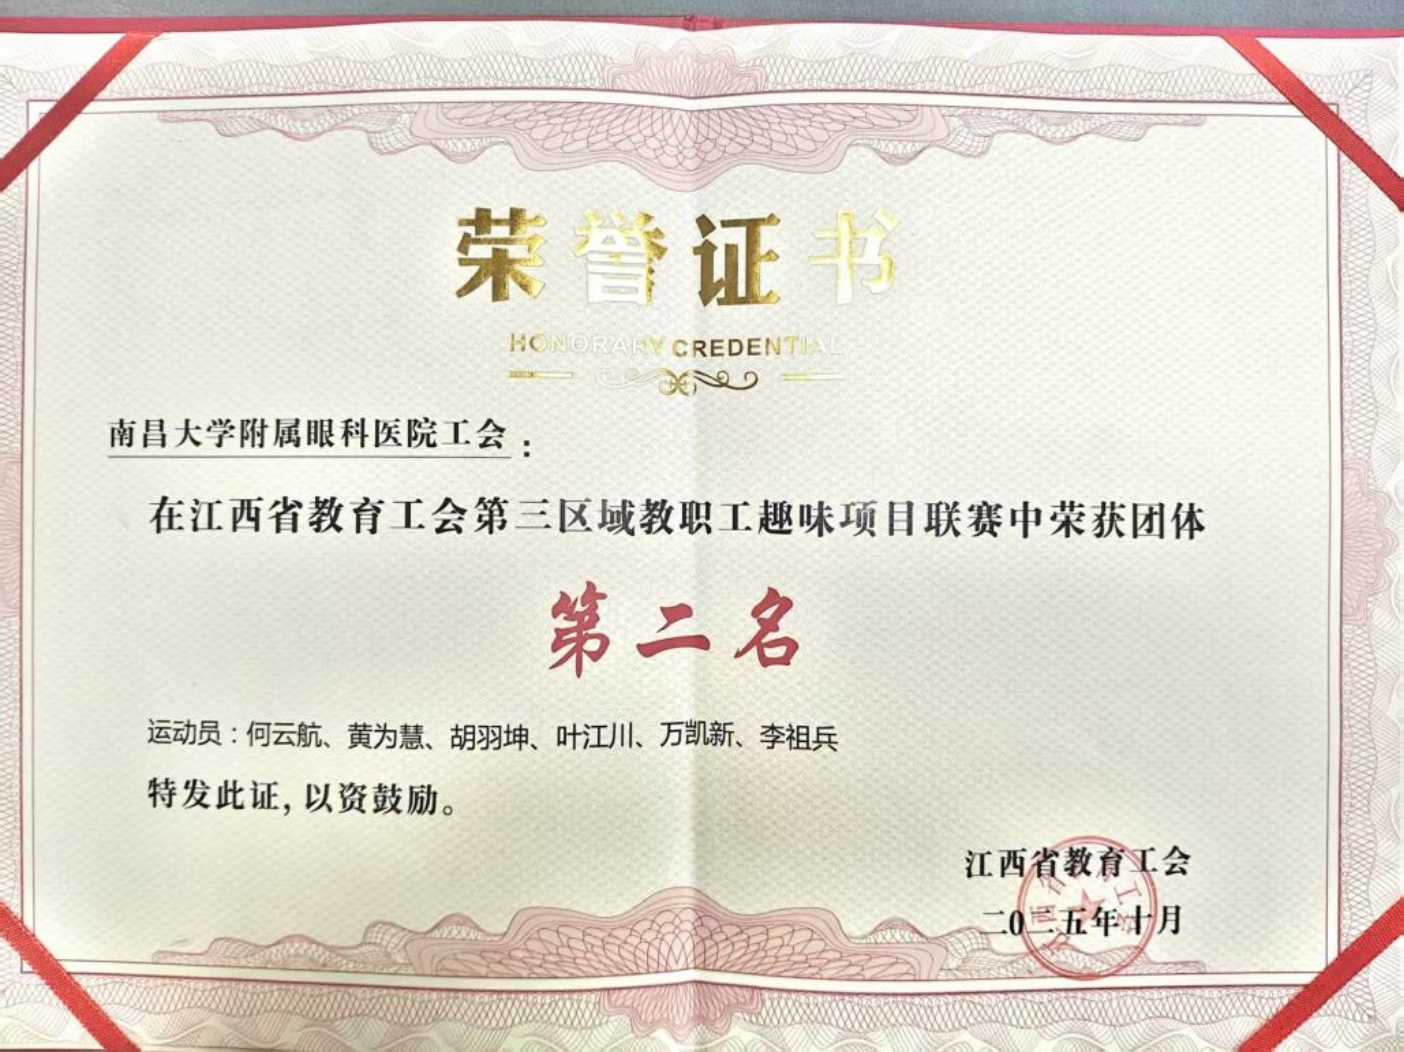 荣誉证书
HONORARY CREDENTIAL
南昌大学附属眼科医院工会：
在江西省教育工会第三区域教职工趣味项目联赛中荣获团体
第二名
运动员：何云航、黄为慧、胡羽坤、叶江川、万凯新、李祖兵
特发此证，以资鼓励。
江西省教育工会
二0二五年十月